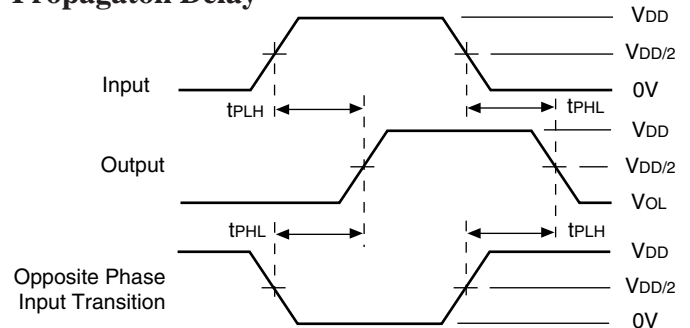 Propagaton Delay
VDD
VDD/2
Input
0V
tPLH
tPHL
VDD
Output
VDD/2
VOL
tPHL
tPLH
VDD
Opposite Phase
Input Transition
VDD/2
0V